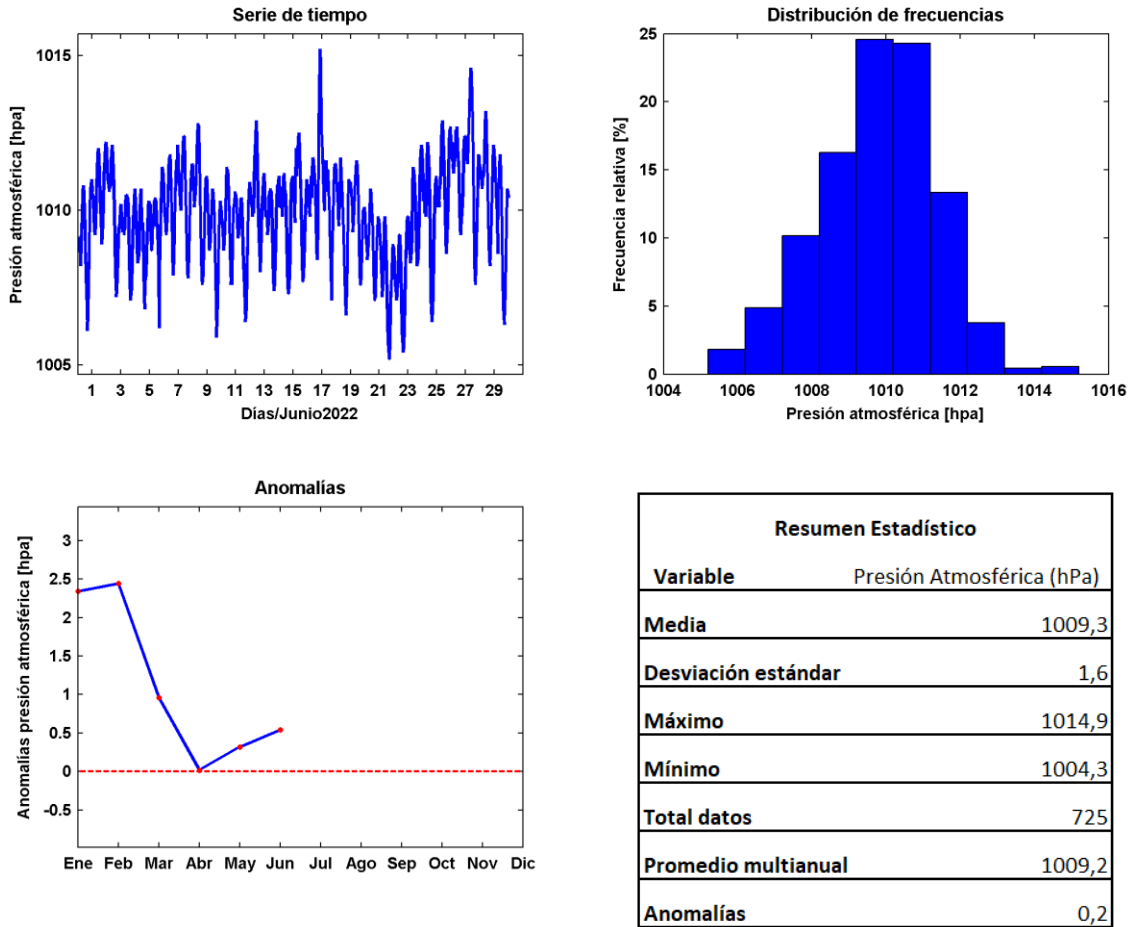 Serie de tiempo
Presión atmosférica [hpa]
1015
1010
1005
1 3 5 7 9 11 13 15 17 19 21 23 25 27 29
Días/Junio2022
Distribución de frecuencias
Frecuencia relativa [%]
25
20
15
10
5
0
1004 1006 1008 1010 1012 1014 1016
Presión atmosférica [hpa]
Anomalías
Anomalias presión atmosférica [hpa]
3
2.5
2
1.5
1
0.5
0
-0.5
Ene Feb Mar Abr May Jun Jul Ago Sep Oct Nov Dic
Resumen Estadístico
Variable Presión Atmosférica (hPa)
Media 1009,3
Desviación estándar 1,6
Máximo 1014,9
Mínimo 1004,3
Total datos 725
Promedio multianual 1009,2
Anomalías 0,2